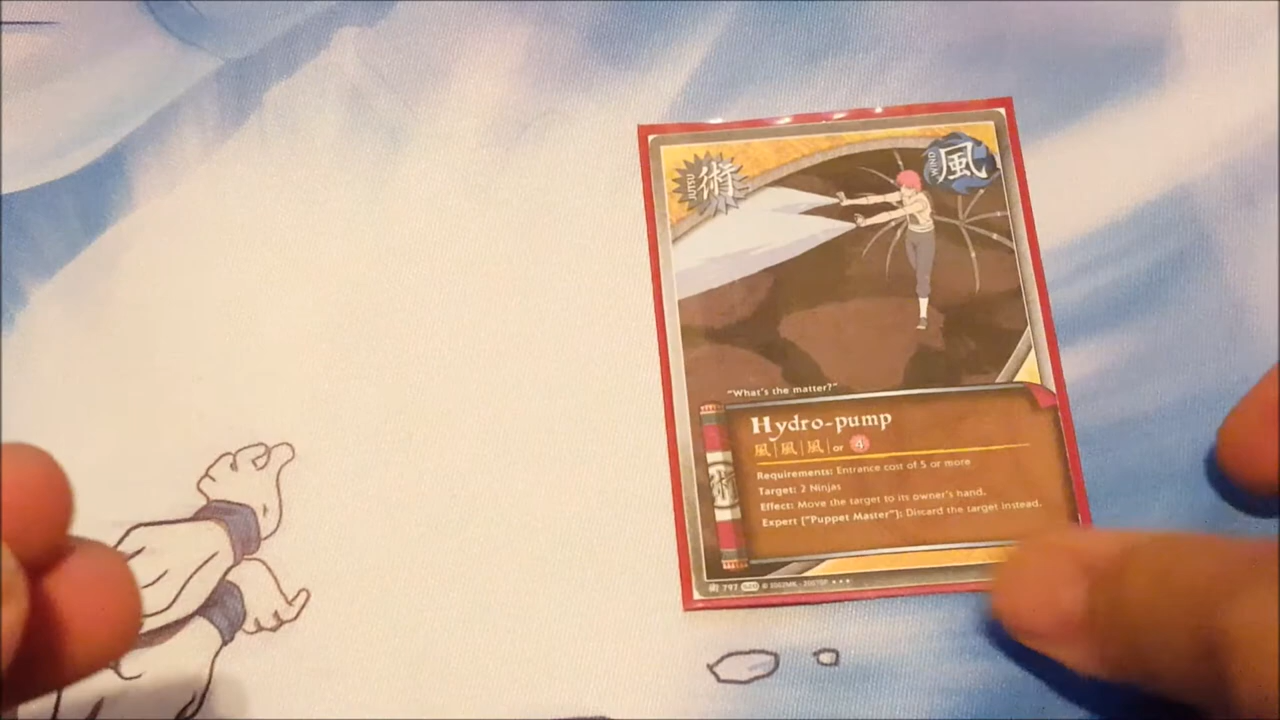 JUTSU 術
WIND 風
"What's the matter?"
Hydro-pump
風 | 風 | 風 | or 4
Requirements: Entrance cost of 5 or more
Target: 2 Ninjas
Effect: Move the target to its owner's hand.
Expert ["Puppet Master"]: Discard the target instead.
術 797